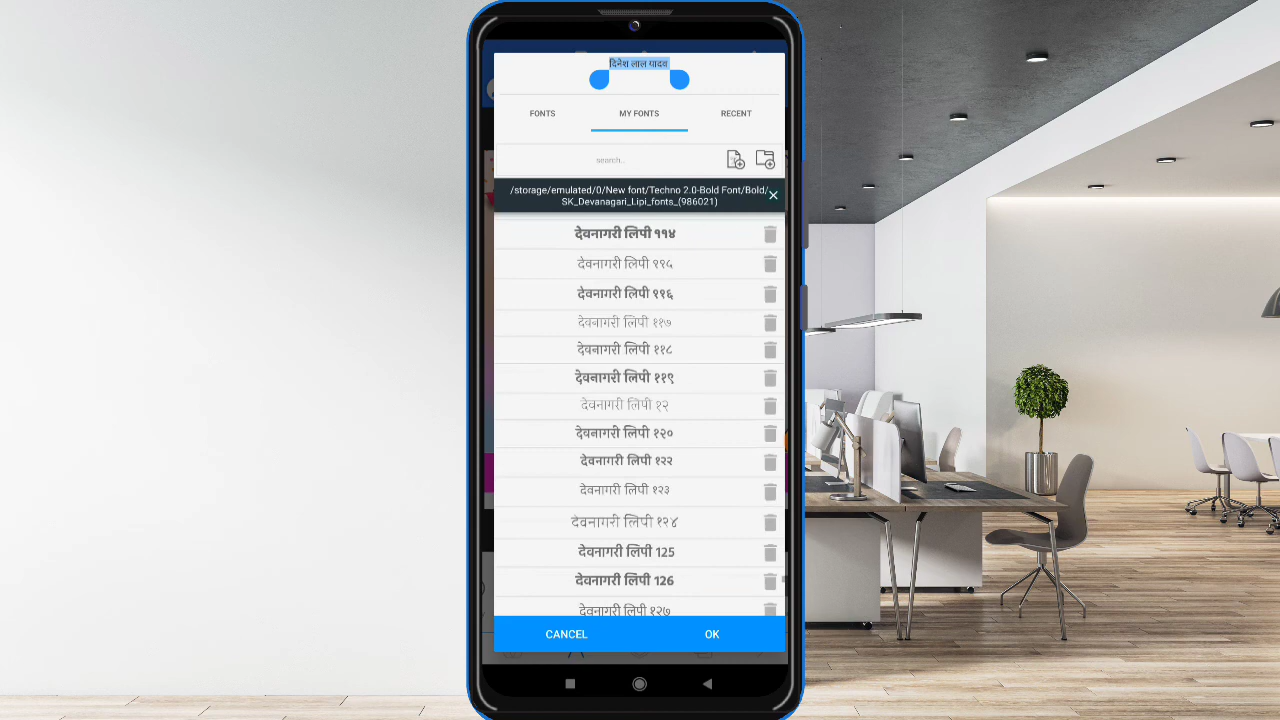 दिनेश लाल यादव
FONTS
MY FONTS
RECENT
search..
/storage/emulated/0/New font/Techno 2.0-Bold Font/Bold/
SK_Devanagari_Lipi_fonts_(986021)
देवनागरी लिपी ११४
देवनागरी लिपी ११५
देवनागरी लिपी ११६
देवनागरी लिपी ११७
देवनागरी लिपी ११८
देवनागरी लिपी ११९
देवनागरी लिपी १२
देवनागरी लिपी १२०
देवनागरी लिपी १२२
देवनागरी लिपी १२३
देवनागरी लिपी १२४
देवनागरी लिपी 125
देवनागरी लिपी 126
देवनागरी लिपी १२७
CANCEL
OK